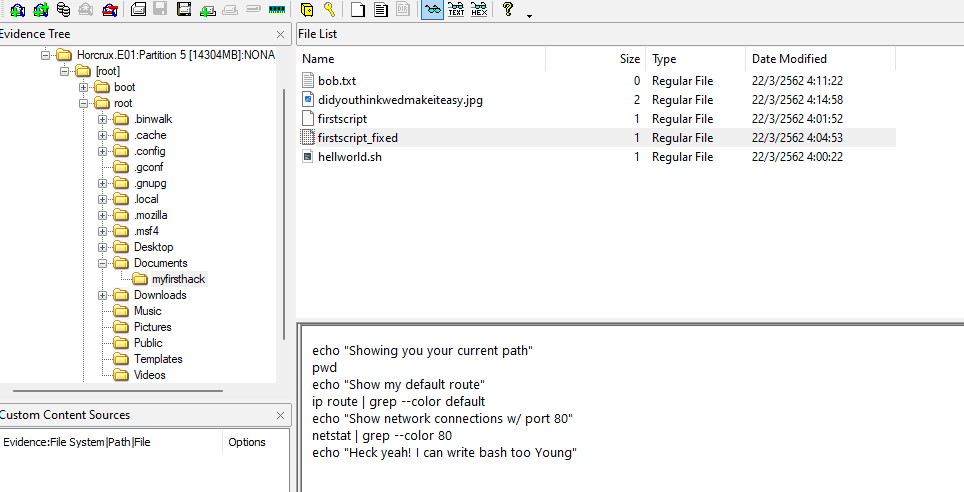 TEXT HEX
Evidence Tree
Horcrux.E01:Partition 5 [14304MB]:NONA
[root]
boot
root
.binwalk
.cache
.config
.gconf
.gnupg
.local
.mozilla
.msf4
Desktop
Documents
myfirsthack
Downloads
Music
Pictures
Public
Templates
Videos
Custom Content Sources
Evidence:File System|Path|File Options
File List
Name Size Type Date Modified
bob.txt 0 Regular File 22/3/2562 4:11:22
didyouthinkwedmakeiteasy.jpg 2 Regular File 22/3/2562 4:14:58
firstscript 1 Regular File 22/3/2562 4:01:52
firstscript_fixed 1 Regular File 22/3/2562 4:04:53
hellworld.sh 1 Regular File 22/3/2562 4:00:22
echo "Showing you your current path"
pwd
echo "Show my default route"
ip route | grep --color default
echo "Show network connections w/ port 80"
netstat | grep --color 80
echo "Heck yeah! I can write bash too Young"